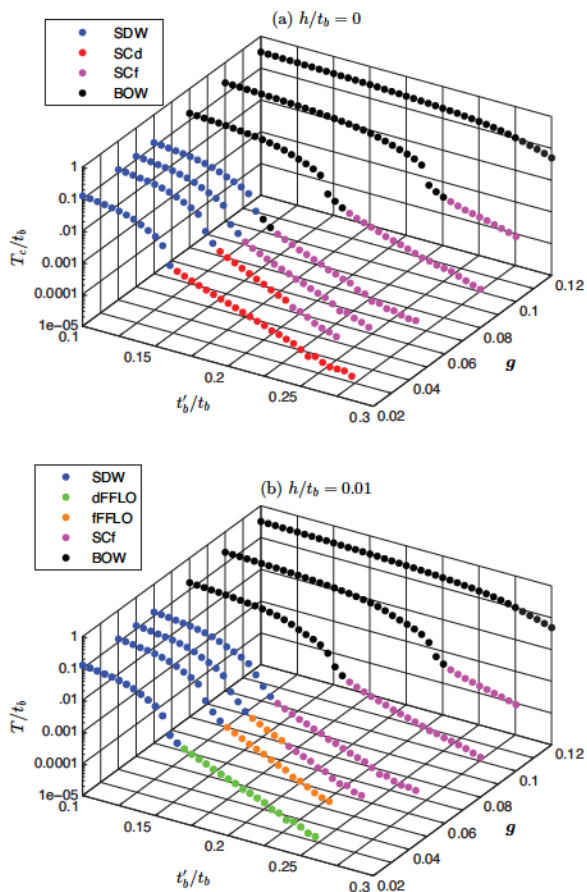 (a) h/t_b = 0
SDW
SCd
SCf
BOW
1
0.1
.01
0.001
0.0001
1e−05
T_c/t_b
0.1
0.15
0.2
0.25
0.3
t′_b/t_b
0.02
0.04
0.06
0.08
0.1
0.12
g
(b) h/t_b = 0.01
SDW
dFFLO
fFFLO
SCf
BOW
1
0.1
.01
0.001
0.0001
1e−05
T/t_b
0.1
0.15
0.2
0.25
0.3
t′_b/t_b
0.02
0.04
0.06
0.08
0.1
0.12
g